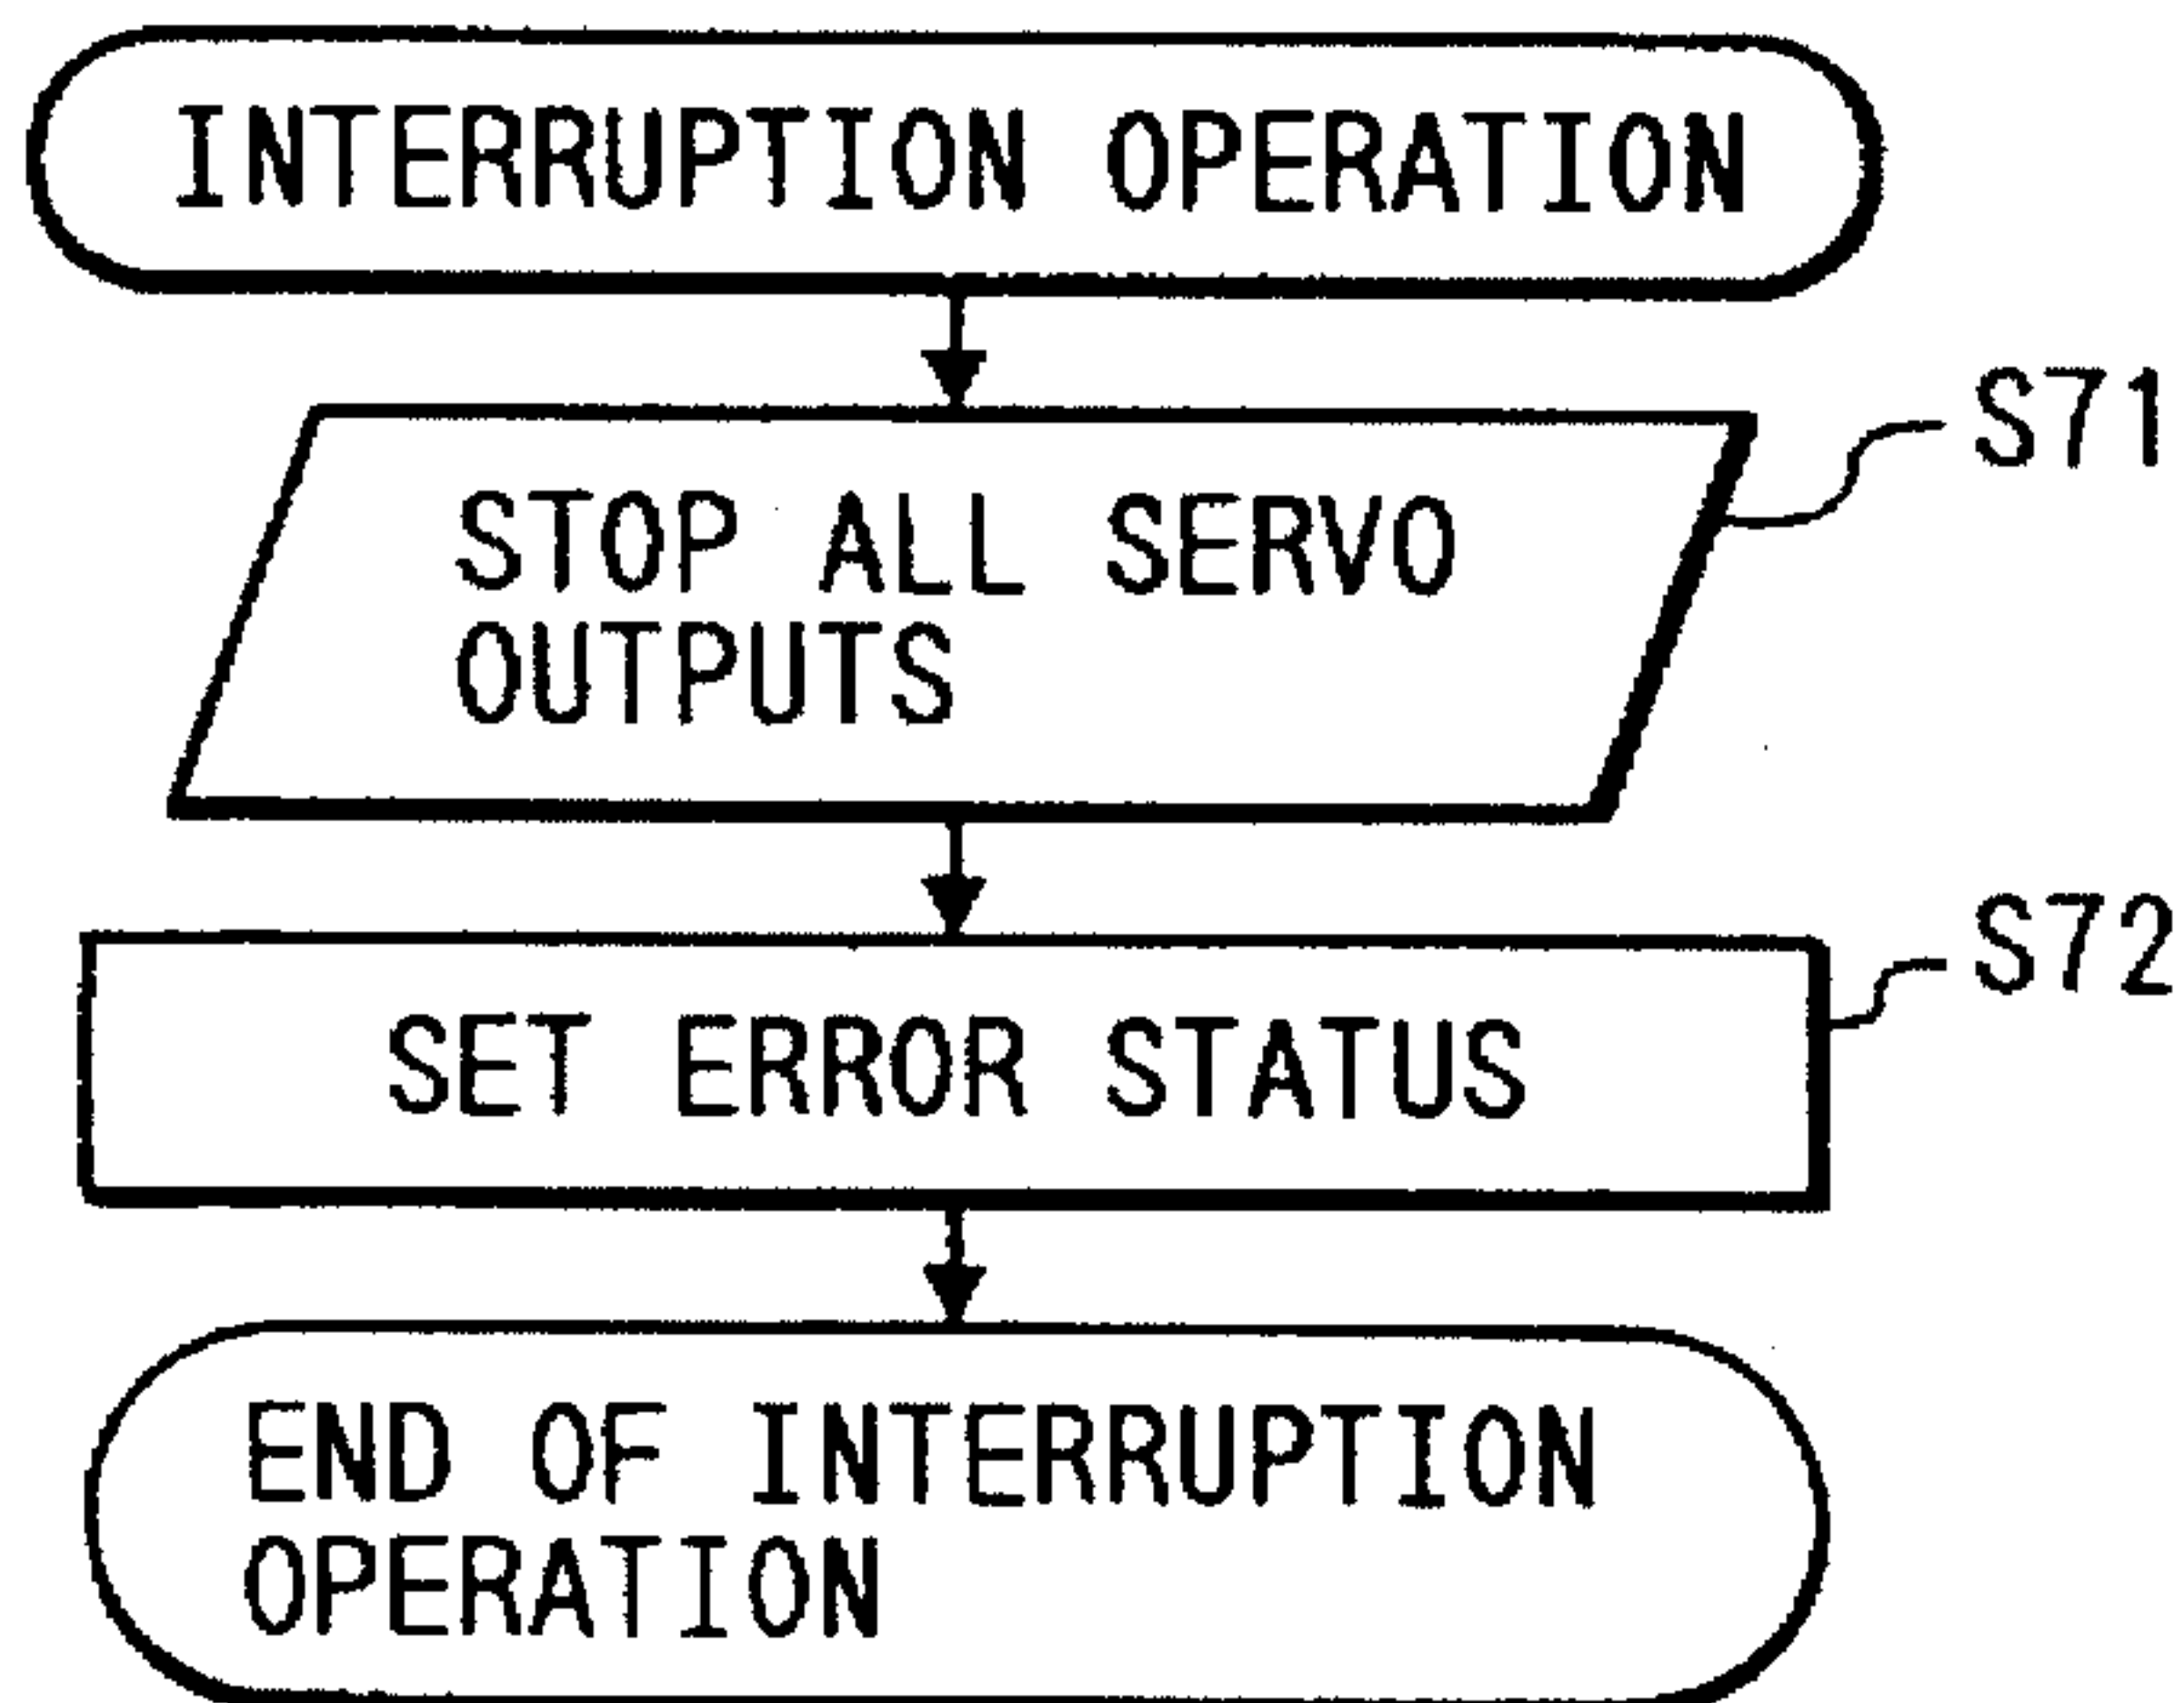 INTERRUPTION OPERATION
S71
STOP ALL SERVO
OUTPUTS
S72
SET ERROR STATUS
END OF INTERRUPTION
OPERATION